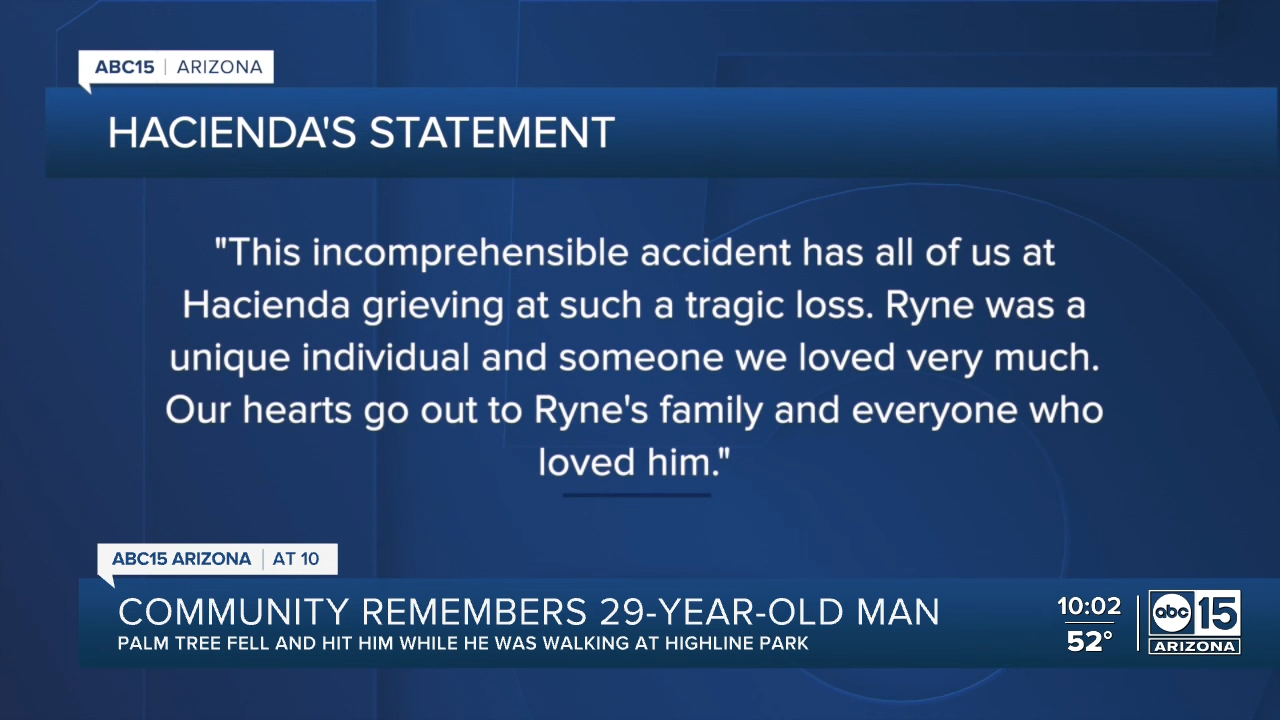 ABC15 | ARIZONA
HACIENDA'S STATEMENT
"This incomprehensible accident has all of us at
Hacienda grieving at such a tragic loss. Ryne was a
unique individual and someone we loved very much.
Our hearts go out to Ryne's family and everyone who
loved him."
ABC15 ARIZONA | AT 10
COMMUNITY REMEMBERS 29-YEAR-OLD MAN
PALM TREE FELL AND HIT HIM WHILE HE WAS WALKING AT HIGHLINE PARK
10:02
52°
abc 15
ARIZONA